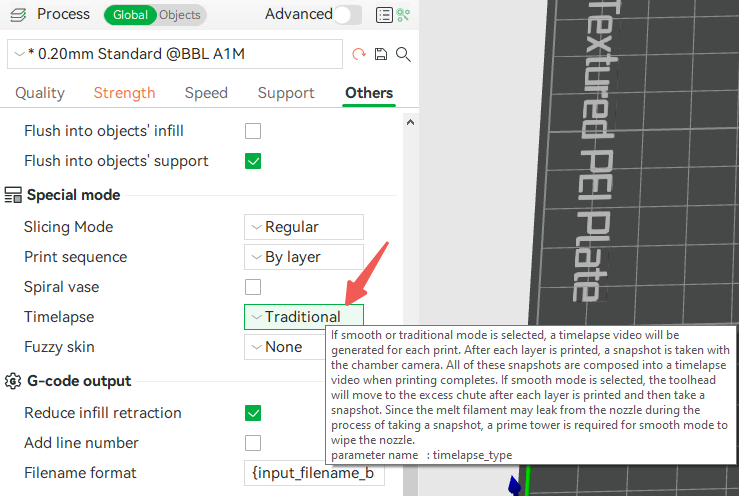 Process Global Objects Advanced
* 0.20mm Standard @BBL A1M
Quality Strength Speed Support Others
Flush into objects' infill
Flush into objects' support
Special mode
Slicing Mode Regular
Print sequence By layer
Spiral vase
Timelapse Traditional
Fuzzy skin None
If smooth or traditional mode is selected, a timelapse video will be
generated for each print. After each layer is printed, a snapshot is taken with
the chamber camera. All of these snapshots are composed into a timelapse
video when printing completes. If smooth mode is selected, the toolhead
will move to the excess chute after each layer is printed and then take a
snapshot. Since the melt filament may leak from the nozzle during the
process of taking a snapshot, a prime tower is required for smooth mode to
wipe the nozzle.
parameter name : timelapse_type
G-code output
Reduce infill retraction
Add line number
Filename format {input_filename_b
Textured PEI Plate